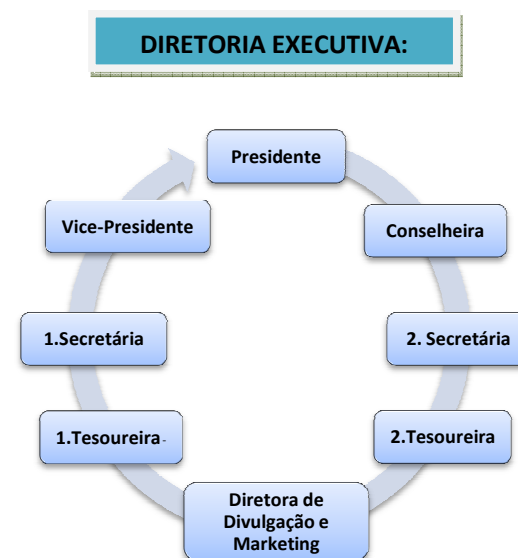 DIRETORIA EXECUTIVA:
Presidente
Conselheira
2. Secretária
2.Tesoureira
Diretora de
Divulgação e
Marketing
1.Tesoureira-
1.Secretária
Vice-Presidente